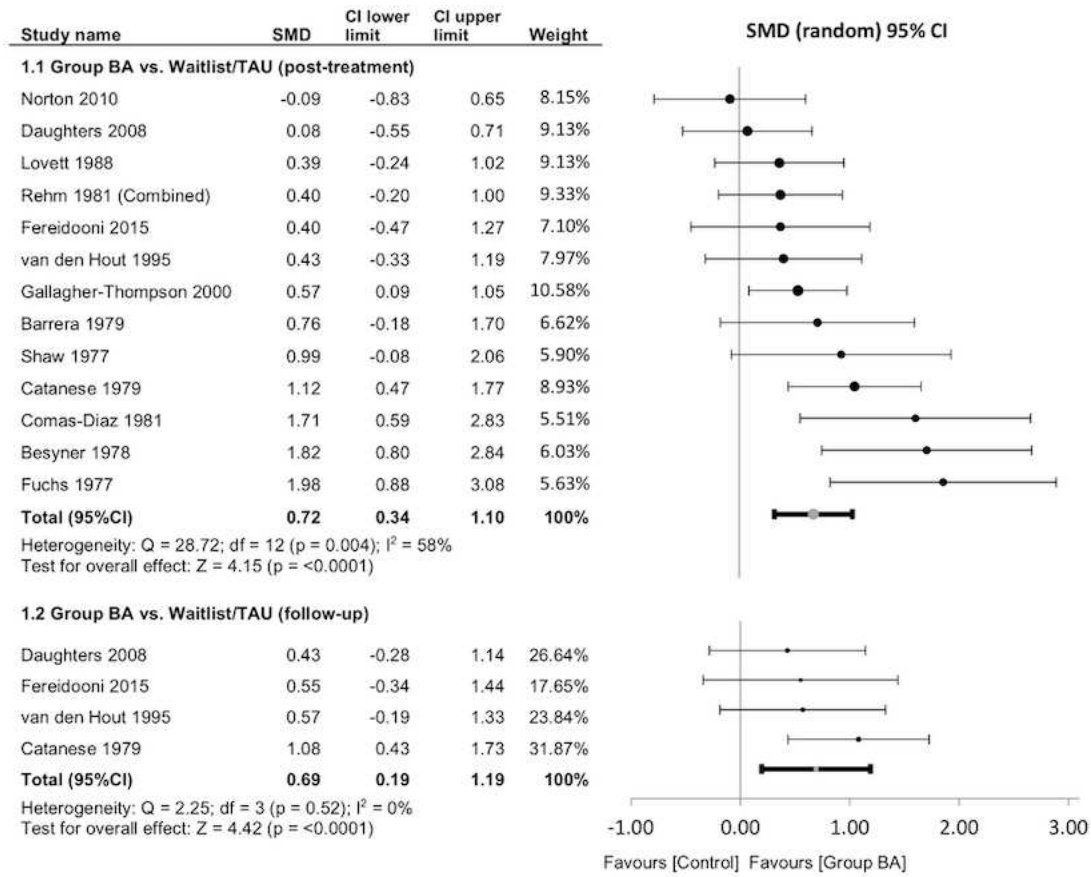 Study name SMD CI lower limit CI upper limit Weight SMD (random) 95% CI
1.1 Group BA vs. Waitlist/TAU (post-treatment)
Norton 2010 -0.09 -0.83 0.65 8.15%
Daughters 2008 0.08 -0.55 0.71 9.13%
Lovett 1988 0.39 -0.24 1.02 9.13%
Rehm 1981 (Combined) 0.40 -0.20 1.00 9.33%
Fereidooni 2015 0.40 -0.47 1.27 7.10%
van den Hout 1995 0.43 -0.33 1.19 7.97%
Gallagher-Thompson 2000 0.57 0.09 1.05 10.58%
Barrera 1979 0.76 -0.18 1.70 6.62%
Shaw 1977 0.99 -0.08 2.06 5.90%
Catanese 1979 1.12 0.47 1.77 8.93%
Comas-Diaz 1981 1.71 0.59 2.83 5.51%
Besyner 1978 1.82 0.80 2.84 6.03%
Fuchs 1977 1.98 0.88 3.08 5.63%
Total (95%CI) 0.72 0.34 1.10 100%
Heterogeneity: Q = 28.72; df = 12 (p = 0.004); I² = 58%
Test for overall effect: Z = 4.15 (p = <0.0001)
1.2 Group BA vs. Waitlist/TAU (follow-up)
Daughters 2008 0.43 -0.28 1.14 26.64%
Fereidooni 2015 0.55 -0.34 1.44 17.65%
van den Hout 1995 0.57 -0.19 1.33 23.84%
Catanese 1979 1.08 0.43 1.73 31.87%
Total (95%CI) 0.69 0.19 1.19 100%
Heterogeneity: Q = 2.25; df = 3 (p = 0.52); I² = 0%
Test for overall effect: Z = 4.42 (p = <0.0001)
-1.00 0.00 1.00 2.00 3.00
Favours [Control] Favours [Group BA]